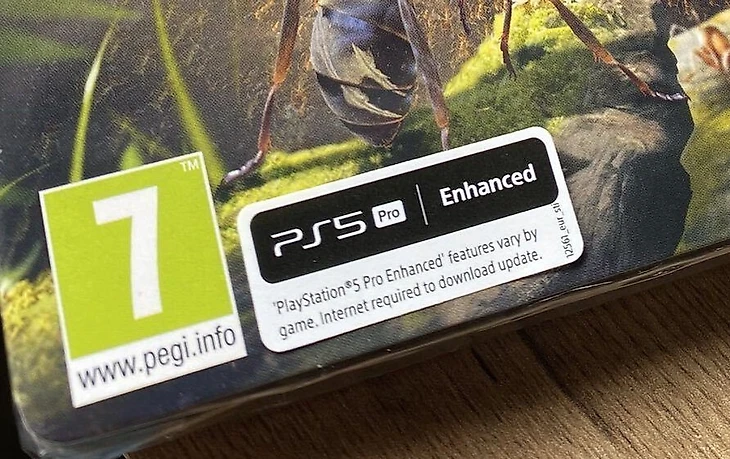 7
TM
www.pegi.info
PS5 Pro | Enhanced
'PlayStation®5 Pro Enhanced' features vary by
game. Internet required to download update.